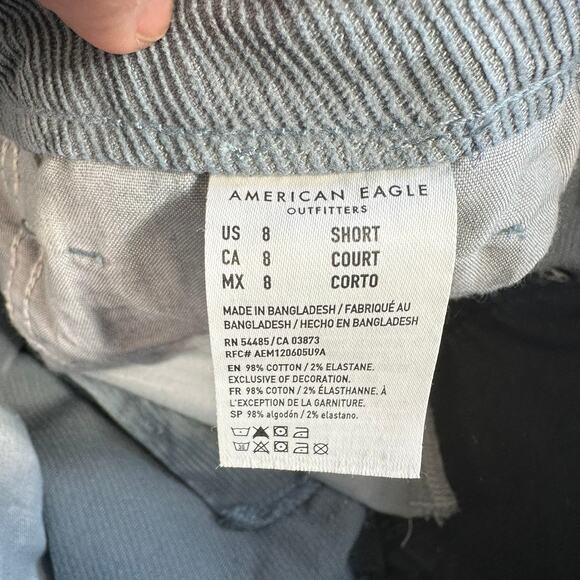 AMERICAN EAGLE
OUTFITTERS
US 8 SHORT
CA 8 COURT
MX 8 CORTO
MADE IN BANGLADESH / FABRIQUÉ AU
BANGLADESH / HECHO EN BANGLADESH
RN 54485/CA 03873
RFC# AEM120605U9A
EN 98% COTTON / 2% ELASTANE.
EXCLUSIVE OF DECORATION.
FR 98% COTON / 2% ÉLASTHANNE. À
L'EXCEPTION DE LA GARNITURE.
SP 98% algodón / 2% elastano.